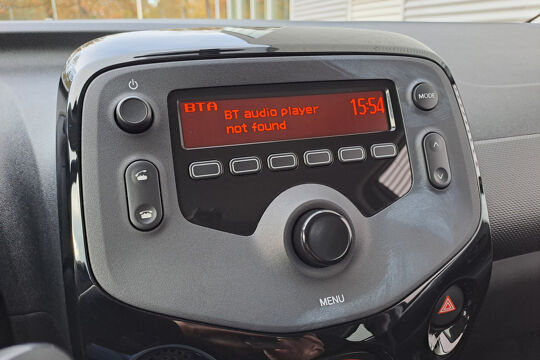 BTA
BT audio player
not found
15:54
MODE
MENU